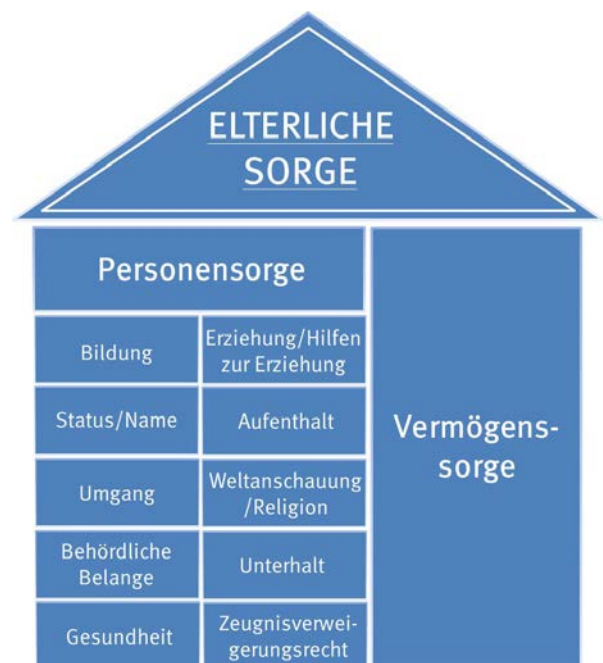 ELTERLICHE
SORGE
Personensorge
Bildung
Erziehung/Hilfen
zur Erziehung
Status/Name
Aufenthalt
Umgang
Weltanschauung
/Religion
Behördliche
Belange
Unterhalt
Gesundheit
Zeugnisverwei-
gerungsrecht
Vermögens-
sorge